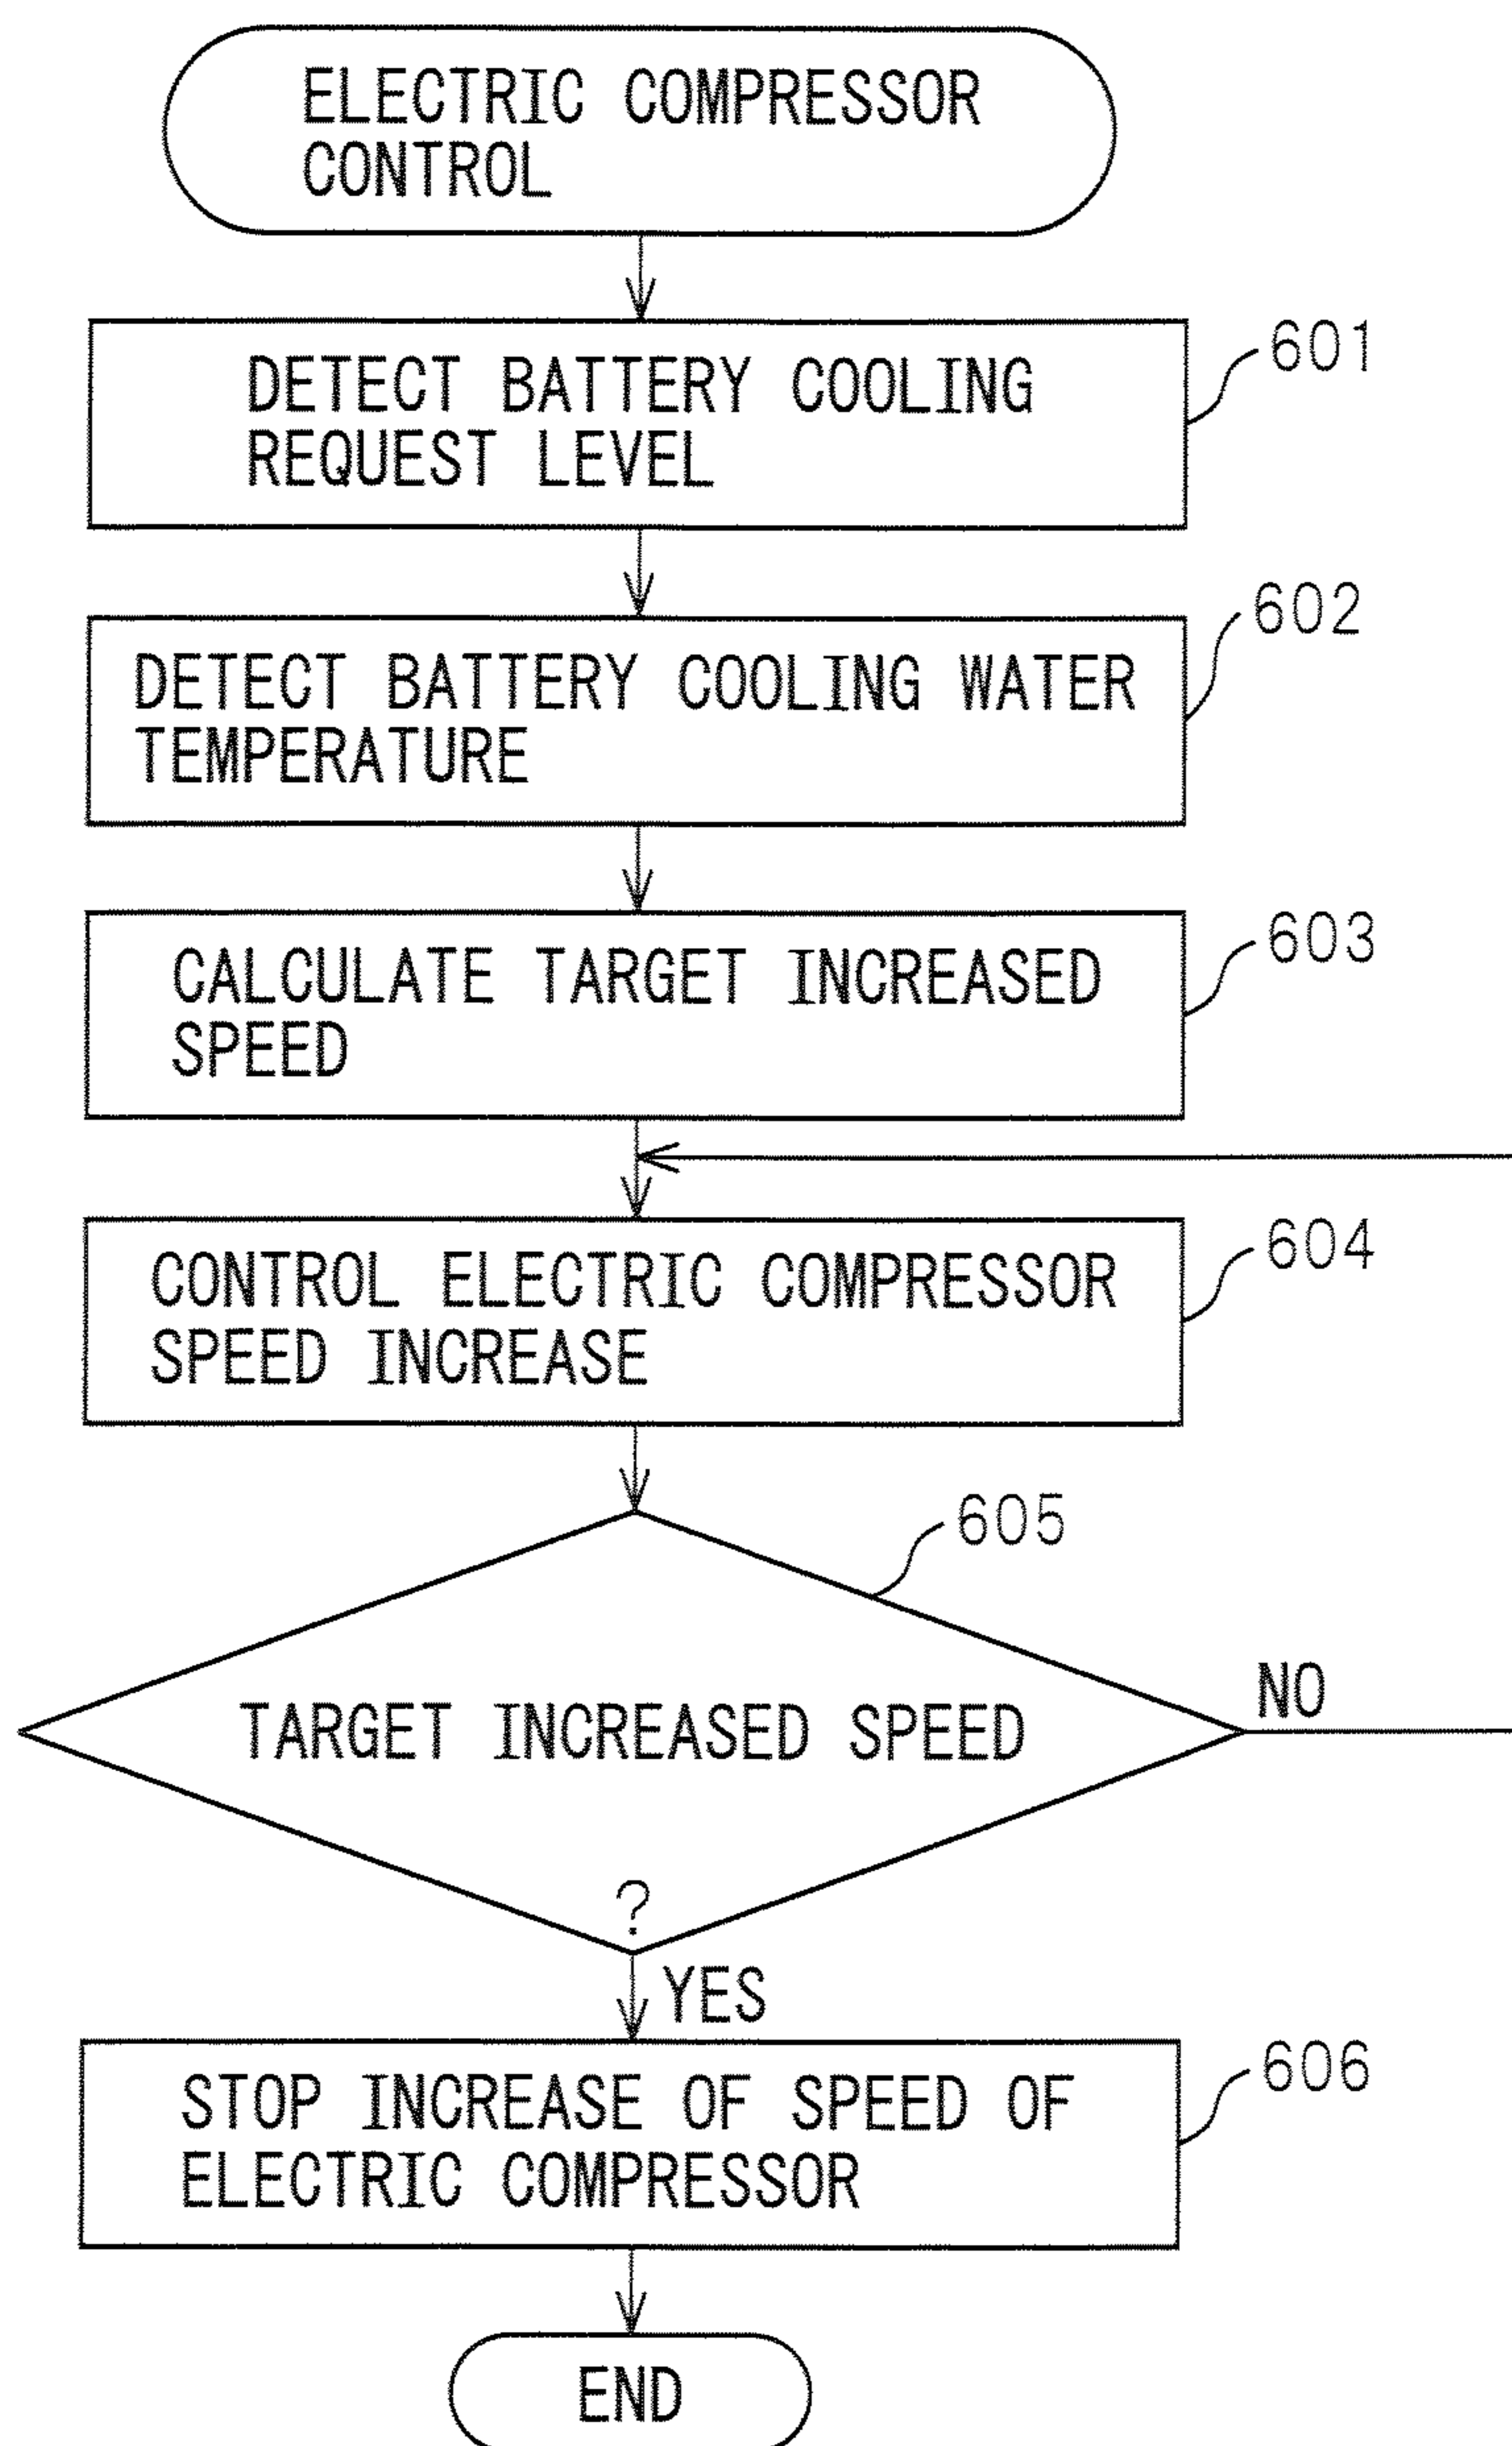 ELECTRIC COMPRESSOR
CONTROL
DETECT BATTERY COOLING
REQUEST LEVEL
601
DETECT BATTERY COOLING WATER
TEMPERATURE
602
CALCULATE TARGET INCREASED
SPEED
603
CONTROL ELECTRIC COMPRESSOR
SPEED INCREASE
604
605
TARGET INCREASED SPEED
?
NO
YES
STOP INCREASE OF SPEED OF
ELECTRIC COMPRESSOR
606
END